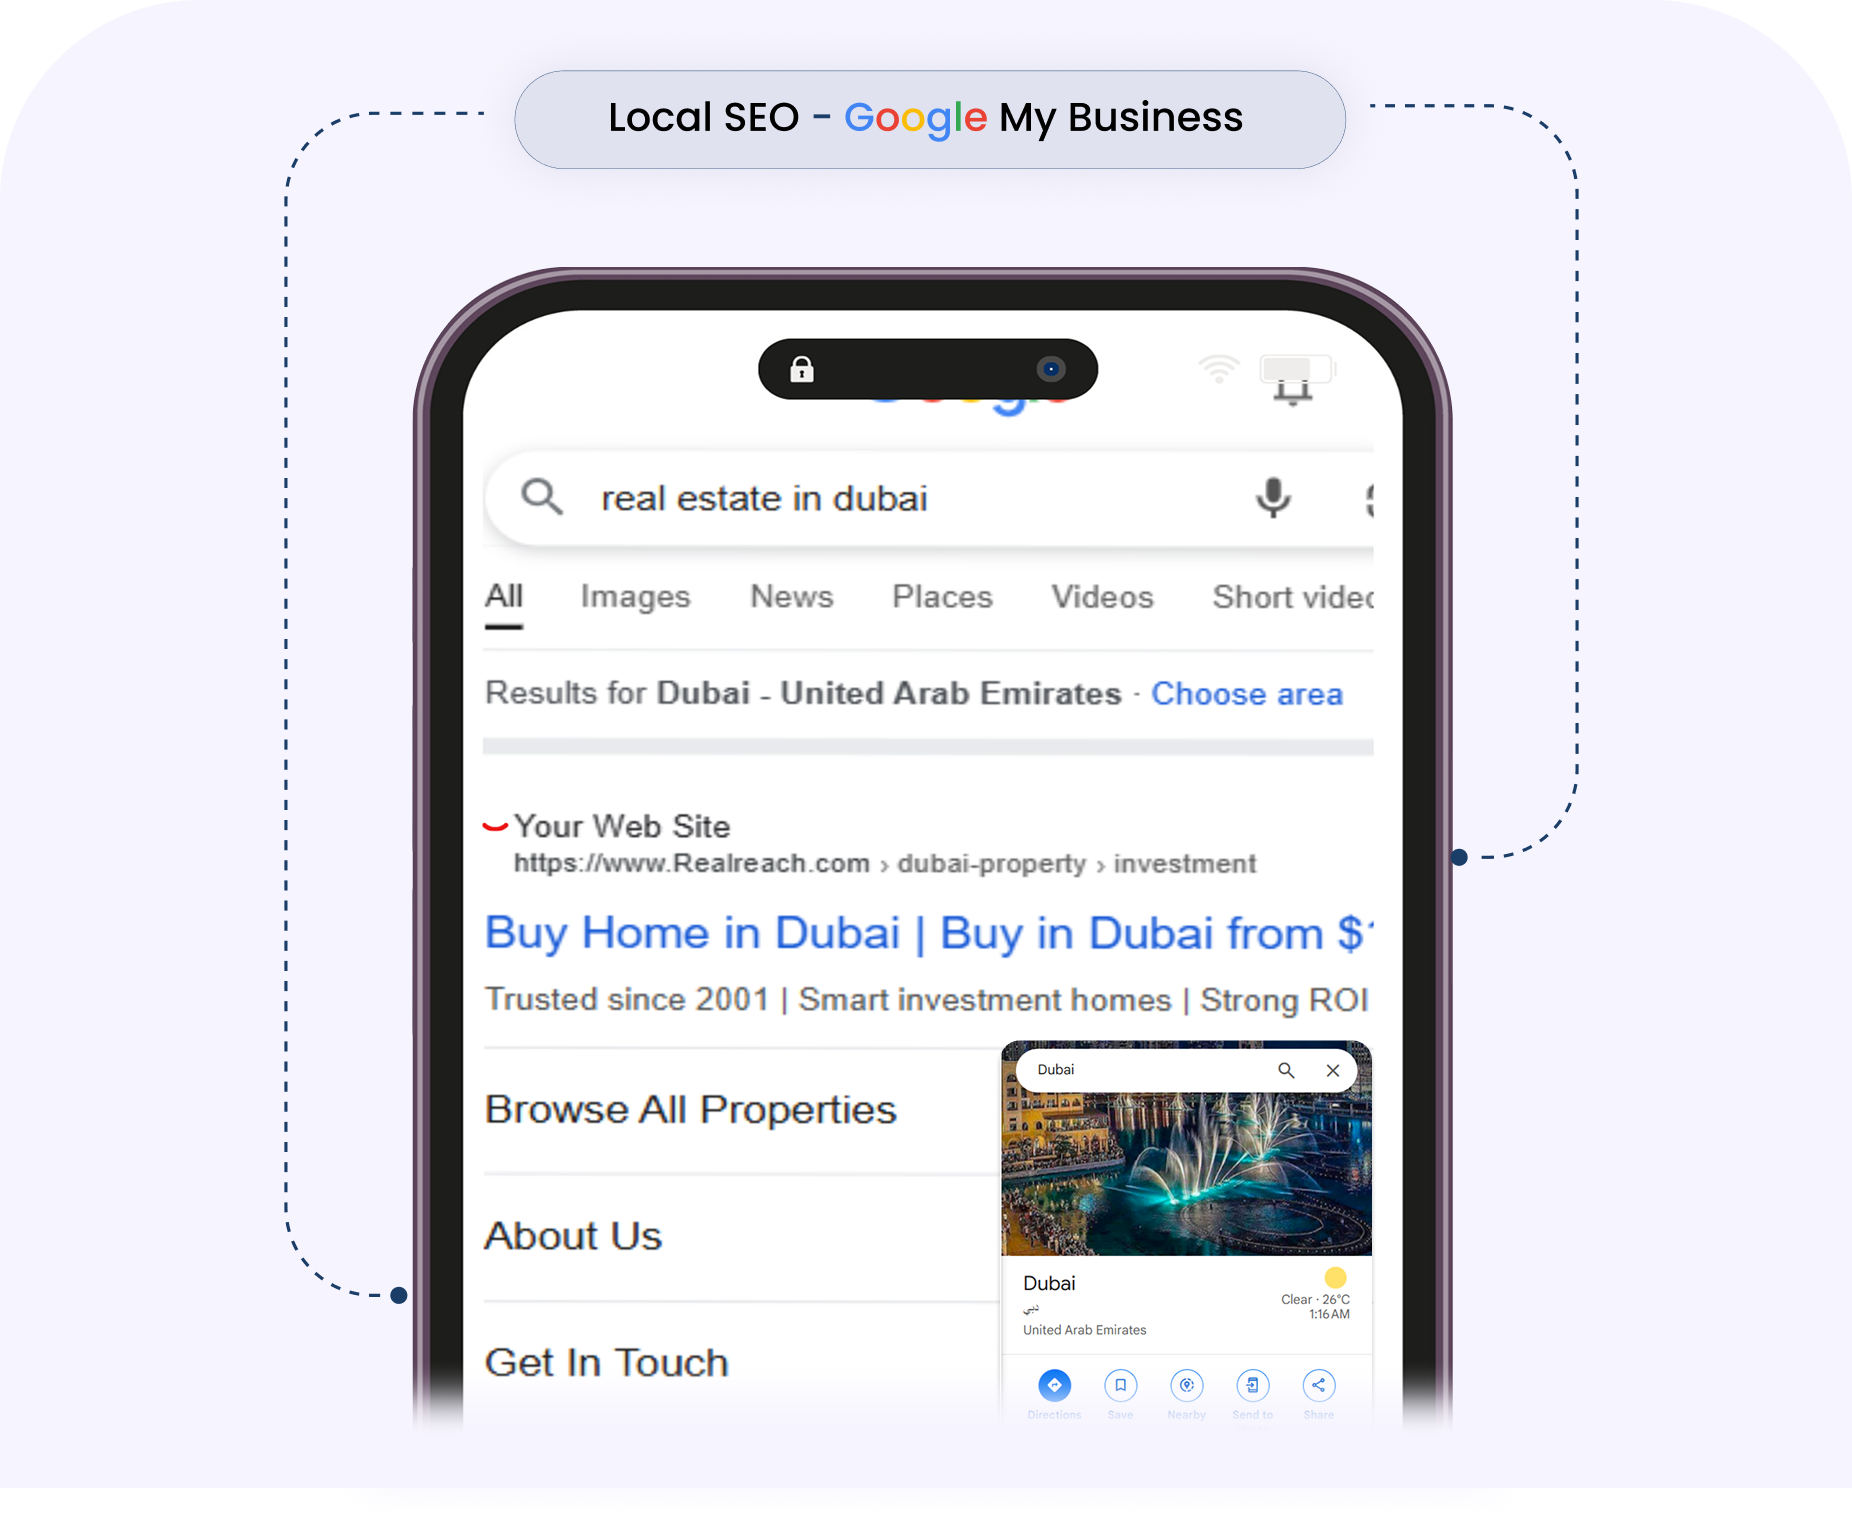 Local SEO - Google My Business
real estate in dubai
All Images News Places Videos Short
Results for Dubai - United Arab Emirates · Choose area
Your Web Site
https://www.Realreach.com › dubai-property › investment
Buy Home in Dubai | Buy in Dubai from
Trusted since 2001 | Smart investment homes | Strong ROI
Browse All Properties
About Us
Get In Touch
Dubai
Dubai
دبي
United Arab Emirates
Clear · 26°C
1:16 AM
Directions Save Nearby Send to Share